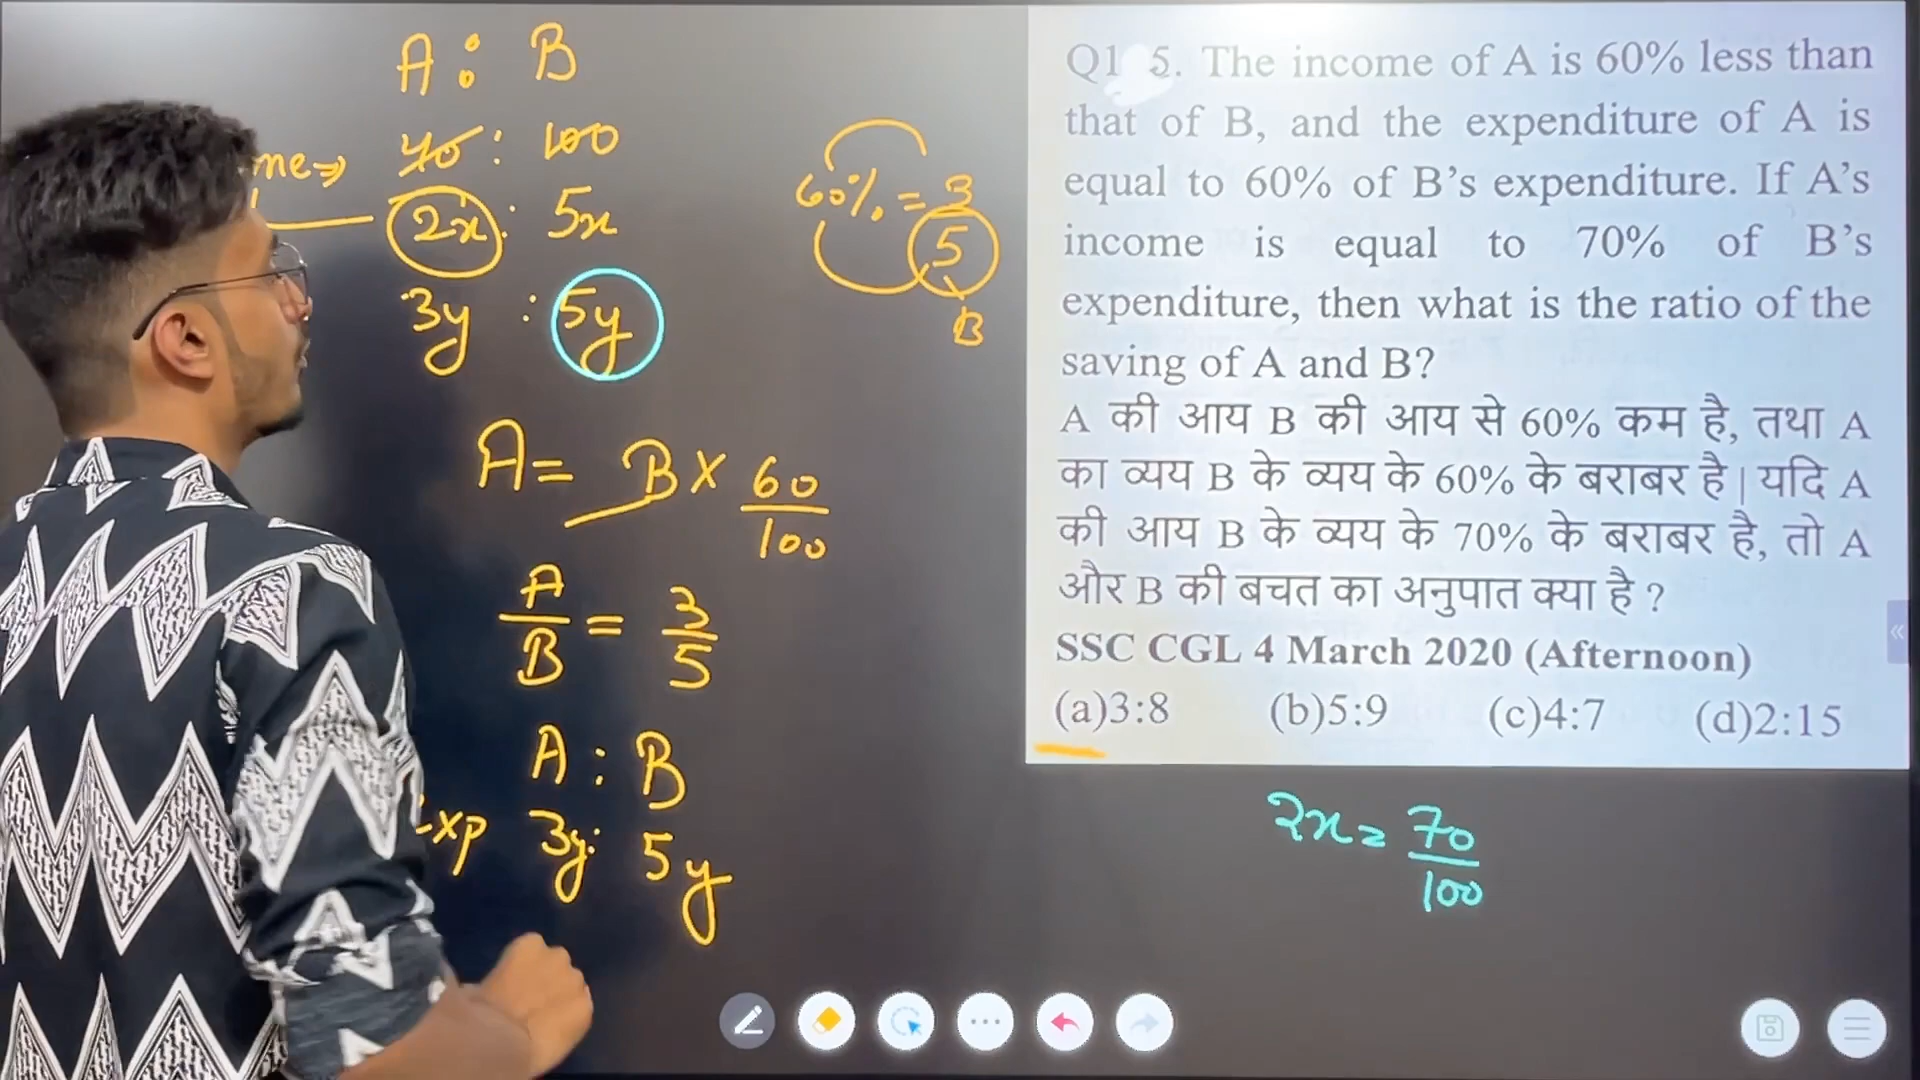 A : B
me⇒ 40 : 100
2x : 5x
3y : 5y
60% = 3
5
B
A = B × 60
100
A
B
= 3
5
A : B
xp 3y : 5y
Q1 5. The income of A is 60% less than
that of B, and the expenditure of A is
equal to 60% of B’s expenditure. If A’s
income is equal to 70% of B’s
expenditure, then what is the ratio of the
saving of A and B?
A की आय B की आय से 60% कम है, तथा A
का व्यय B के व्यय के 60% के बराबर है| यदि A
की आय B के व्यय के 70% के बराबर है, तो A
और B की बचत का अनुपात क्या है ?
SSC CGL 4 March 2020 (Afternoon)
(a)3:8 (b)5:9 (c)4:7 (d)2:15
2x = 70
100